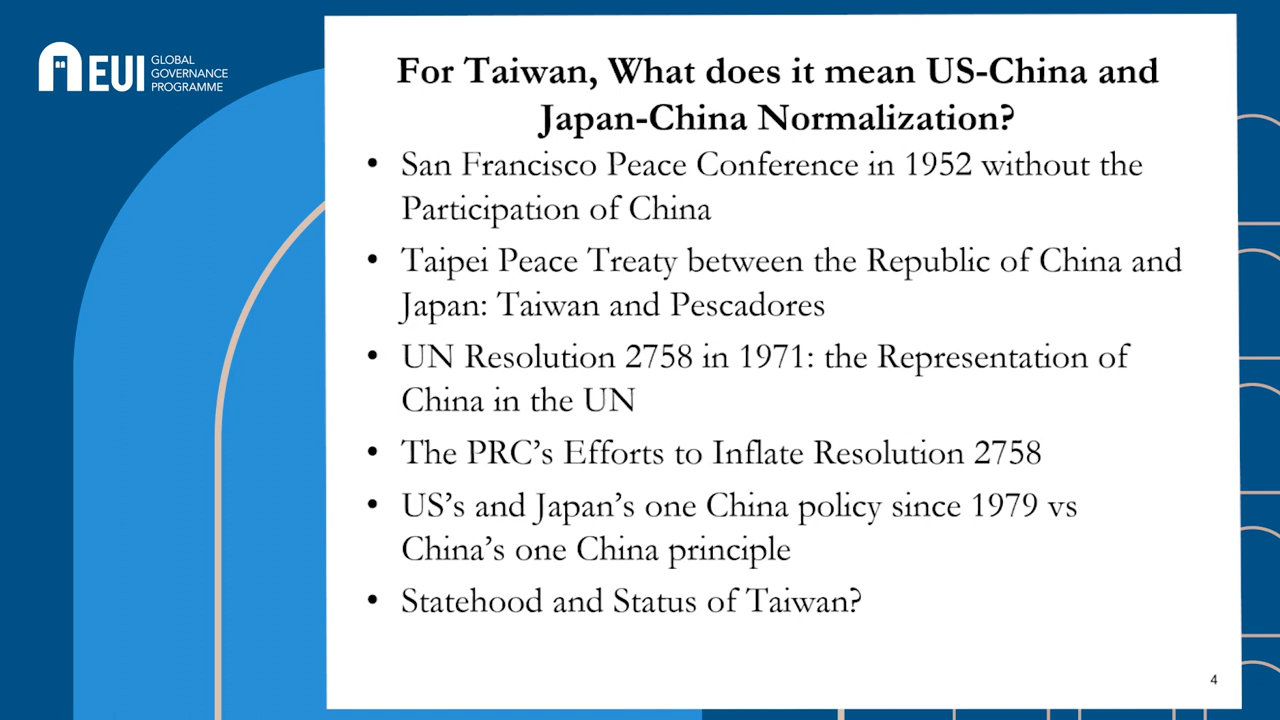 EUI
GLOBAL
GOVERNANCE
PROGRAMME
For Taiwan, What does it mean US-China and
Japan-China Normalization?
• San Francisco Peace Conference in 1952 without the
Participation of China
• Taipei Peace Treaty between the Republic of China and
Japan: Taiwan and Pescadores
• UN Resolution 2758 in 1971: the Representation of
China in the UN
• The PRC’s Efforts to Inflate Resolution 2758
• US’s and Japan’s one China policy since 1979 vs
China’s one China principle
• Statehood and Status of Taiwan?
4